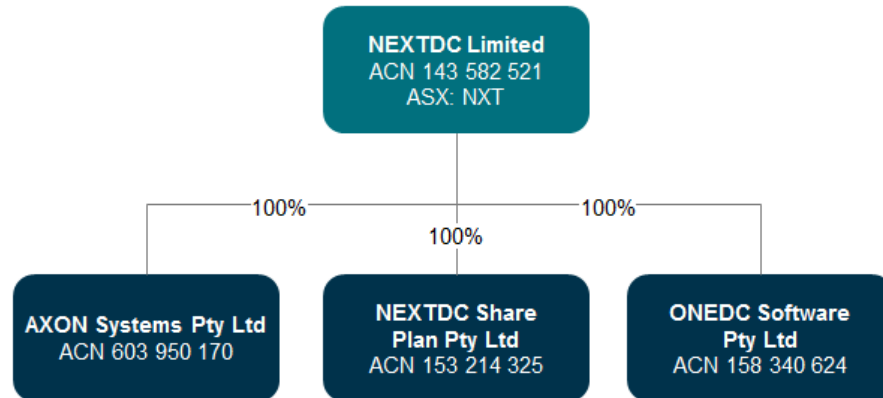 NEXTDC Limited
ACN 143 582 521
ASX: NXT
100%
100%
100%
AXON Systems Pty Ltd
ACN 603 950 170
NEXTDC Share
Plan Pty Ltd
ACN 153 214 325
ONEDC Software
Pty Ltd
ACN 158 340 624